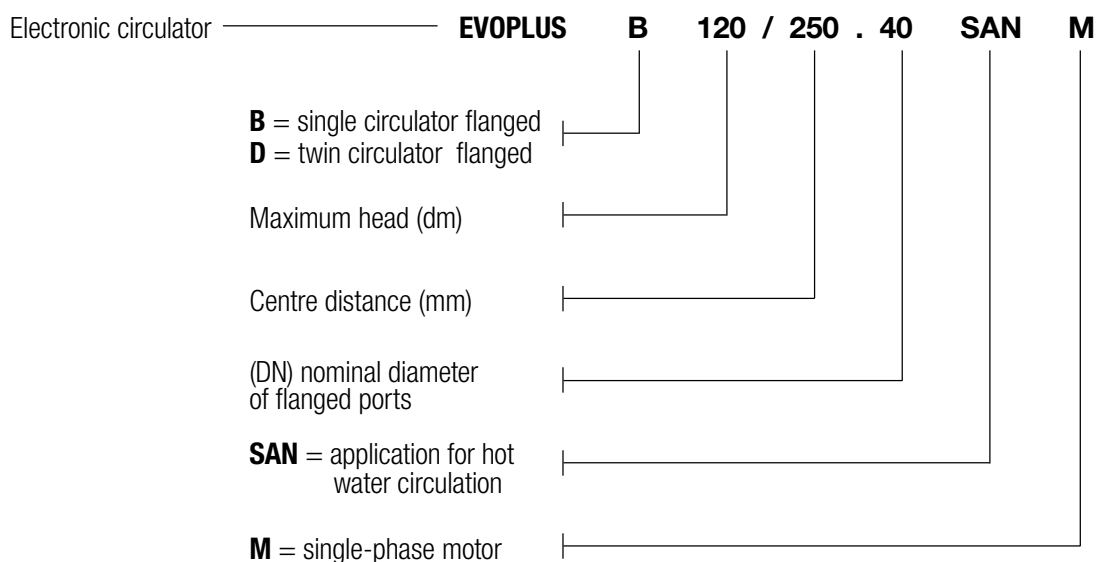 Electronic circulator EVOPLUS B 120 / 250 . 40 SAN M
B = single circulator flanged
D = twin circulator flanged
Maximum head (dm)
Centre distance (mm)
(DN) nominal diameter
of flanged ports
SAN = application for hot
water circulation
M = single-phase motor